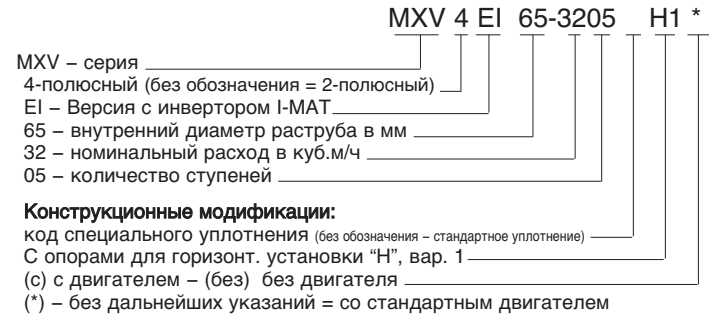 MXV 4 EI 65-3205 H1 *
MXV – серия
4-полюсный (без обозначения = 2-полюсный)
EI – Версия с инвертором I-MAT
65 – внутренний диаметр раструба в мм
32 – номинальный расход в куб.м/ч
05 – количество ступеней
Конструкционные модификации:
код специального уплотнения (без обозначения – стандартное уплотнение)
С опорами для горизонт. установки “Н”, вар. 1
(с) с двигателем – (без) без двигателя
(*) – без дальнейших указаний = со стандартным двигателем